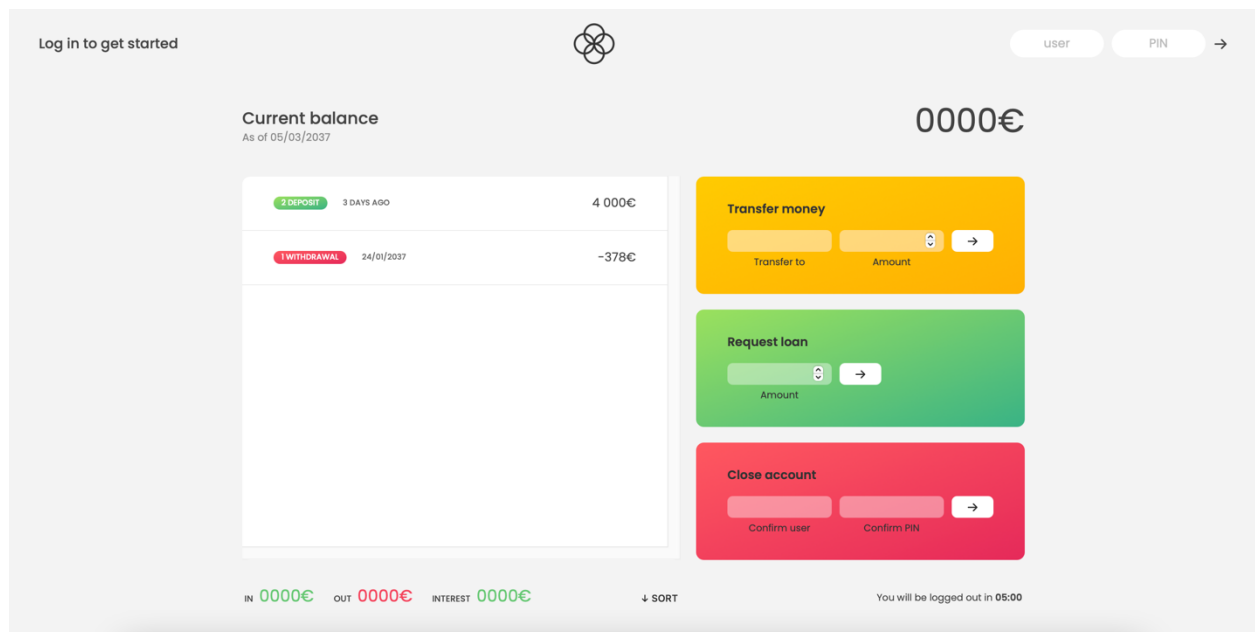 Log in to get started
user
PIN
→
Current balance
As of 05/03/2037
0000€
2 DEPOSIT 3 DAYS AGO 4 000€
1 WITHDRAWAL 24/01/2037 -378€
Transfer money
→
Transfer to Amount
Request loan
→
Amount
Close account
→
Confirm user Confirm PIN
IN 0000€ OUT 0000€ INTEREST 0000€
↓ SORT
You will be logged out in 05:00